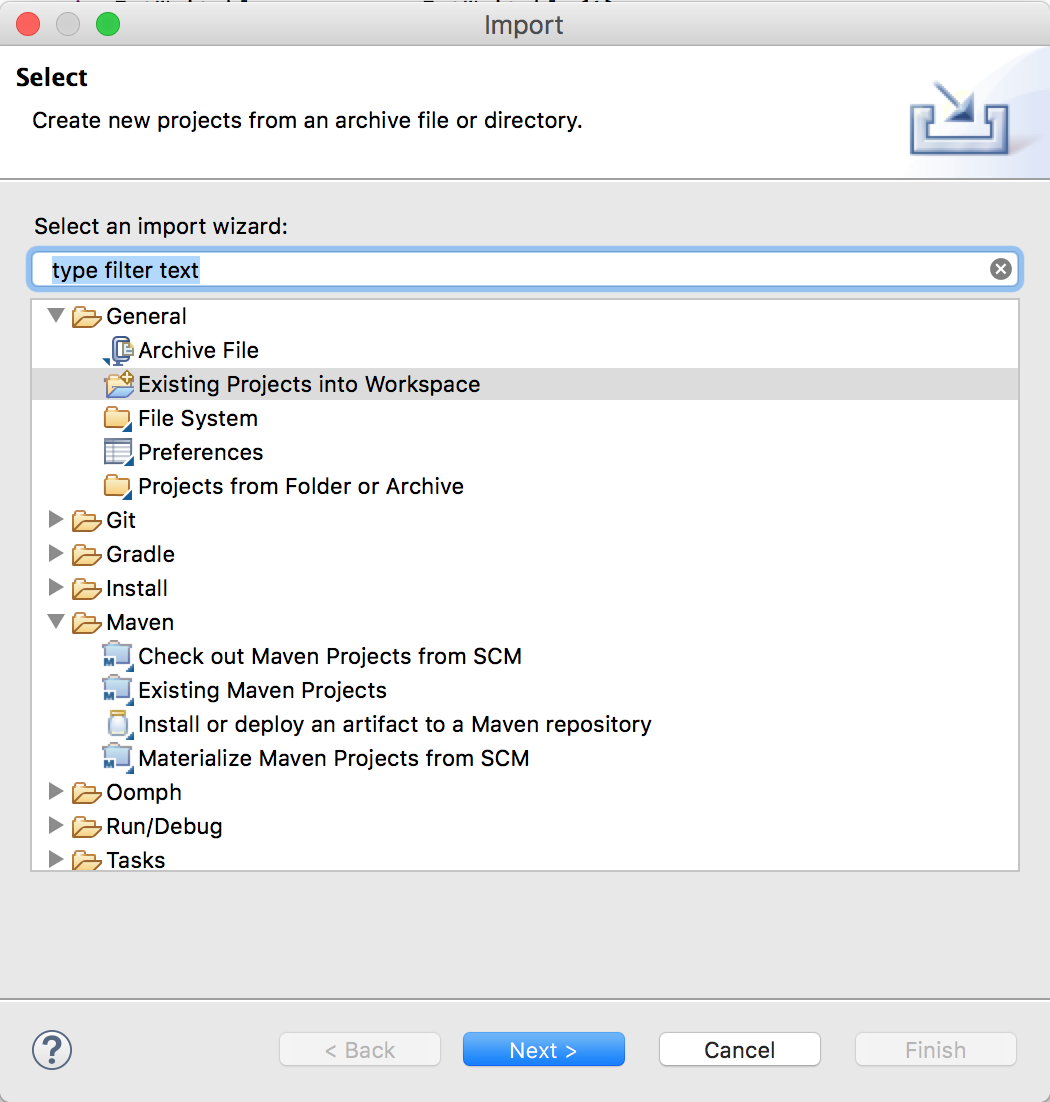 Import
Select
Create new projects from an archive file or directory.
Select an import wizard:
type filter text
General
Archive File
Existing Projects into Workspace
File System
Preferences
Projects from Folder or Archive
Git
Gradle
Install
Maven
Check out Maven Projects from SCM
Existing Maven Projects
Install or deploy an artifact to a Maven repository
Materialize Maven Projects from SCM
Oomph
Run/Debug
Tasks
? < Back Next > Cancel Finish